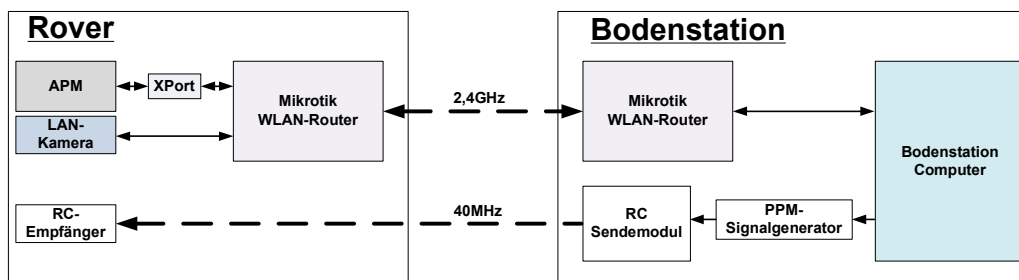 Rover
APM
XPort
LAN-
Kamera
Mikrotik
WLAN-Router
RC-
Empfänger
2,4GHz
40MHz
Bodenstation
Mikrotik
WLAN-Router
RC
Sendemodul
PPM-
Signalgenerator
Bodenstation
Computer